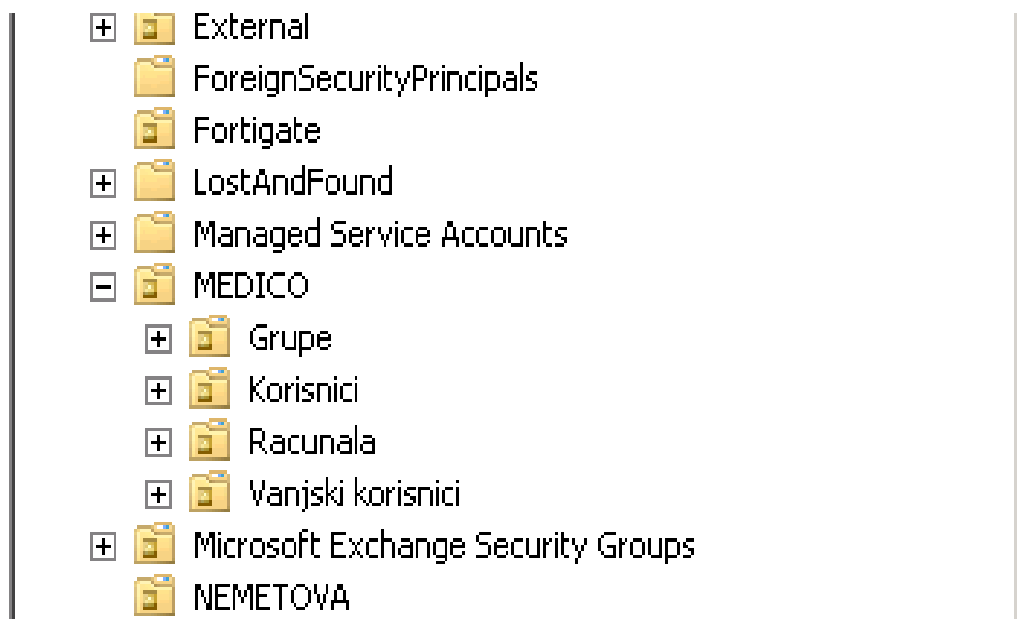 External
ForeignSecurityPrincipals
Fortigate
LostAndFound
Managed Service Accounts
MEDICO
Grupe
Korisnici
Racunala
Vanjski korisnici
Microsoft Exchange Security Groups
NEMETOVA